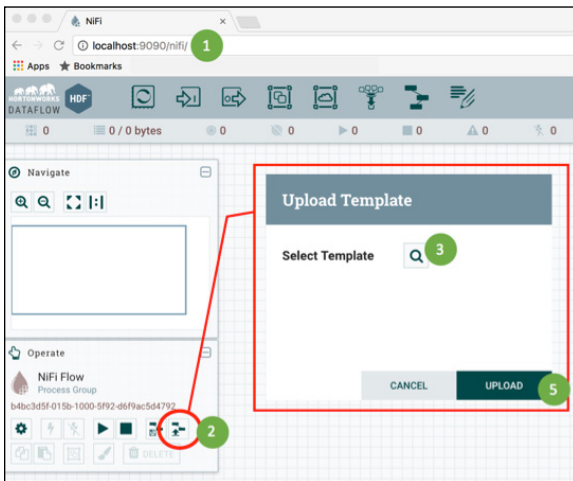 NiFi
localhost:9090/nifi/
1
Apps Bookmarks
HORTONWORKS
DATAFLOW
HDF
0 0 / 0 bytes 0 0 0 0 0 0
Navigate
Upload Template
Select Template
3
Operate
NiFi Flow
Process Group
b4bc3d5f-015b-1000-5f92-d6f9ac5d4792
2
DELETE
CANCEL UPLOAD
5